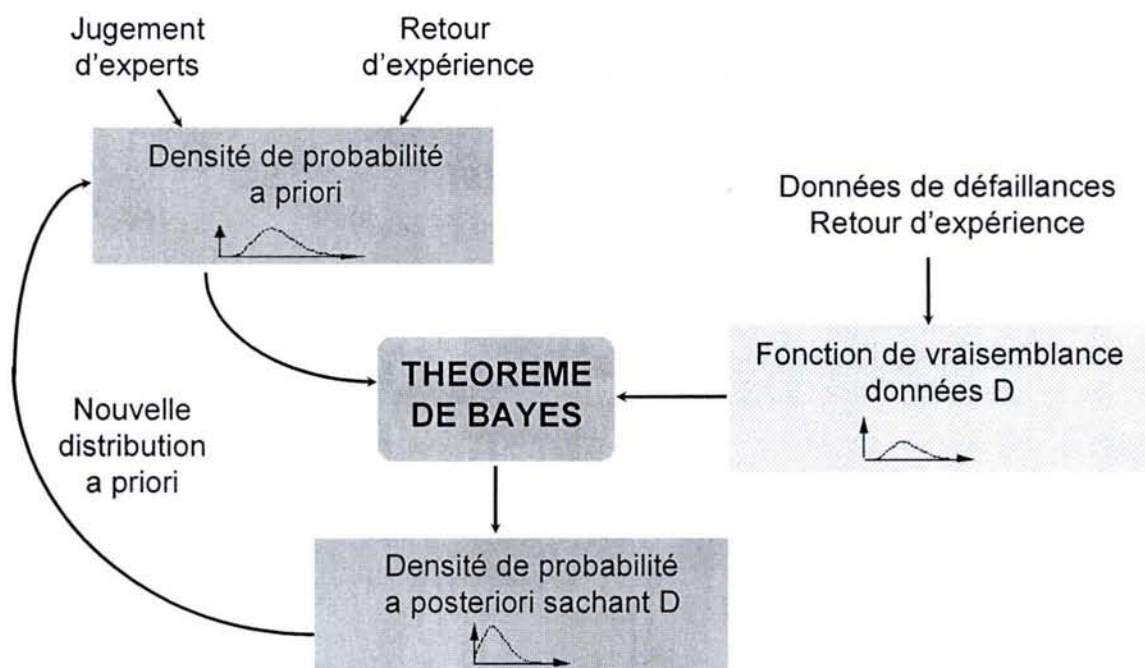 Jugement
d'experts
Retour
d'expérience
Densité de probabilité
a priori
Données de défaillances
Retour d'expérience
THEOREME
DE BAYES
Fonction de vraisemblance
données D
Nouvelle
distribution
a priori
Densité de probabilité
a posteriori sachant D